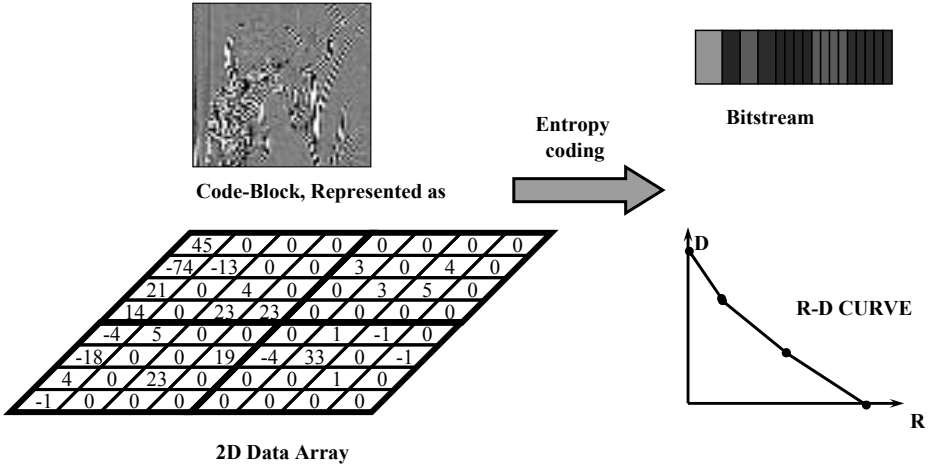 Entropy
coding
Bitstream
Code-Block, Represented as
45 0 0 0 0 0 0 0
-74 -13 0 0 3 0 4 0
21 0 4 0 0 3 5 0
14 0 23 23 0 0 0 0
-4 5 0 0 0 1 -1 0
-18 0 0 19 -4 33 0 -1
4 0 23 0 0 0 1 0
-1 0 0 0 0 0 0 0
2D Data Array
D
R-D CURVE
R